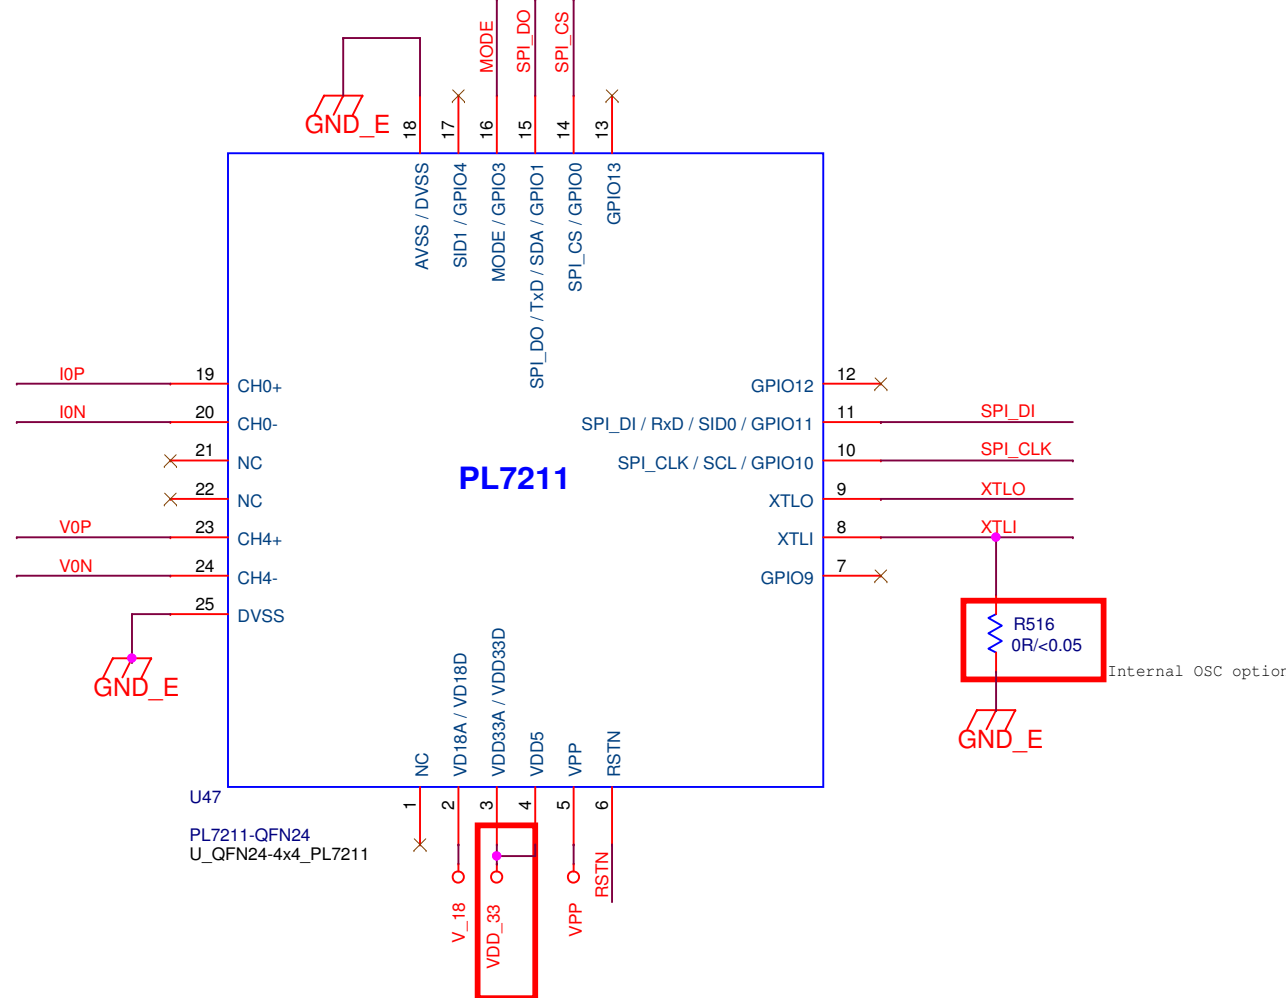 MODE
SPI_DO
SPI_CS
GND_E
18
17
16
15
14
13
AVSS / DVSS
SID1 / GPIO4
MODE / GPIO3
SPI_DO / TxD / SDA / GPIO1
SPI_CS / GPIO0
GPIO13
I0P 19 CH0+
I0N 20 CH0-
21 NC
22 NC
V0P 23 CH4+
V0N 24 CH4-
25 DVSS
GND_E
PL7211
GPIO12 12
SPI_DI / RxD / SID0 / GPIO11 11 SPI_DI
SPI_CLK / SCL / GPIO10 10 SPI_CLK
XTLO 9 XTLO
XTLI 8 XTLI
GPIO9 7
R516
0R/<0.05
Internal OSC option
GND_E
NC
VD18A / VD18D
VDD33A / VDD33D
VDD5
VPP
RSTN
1
2
3
4
5
6
U47
PL7211-QFN24
U_QFN24-4x4_PL7211
V_18
VDD_33
VPP
RSTN